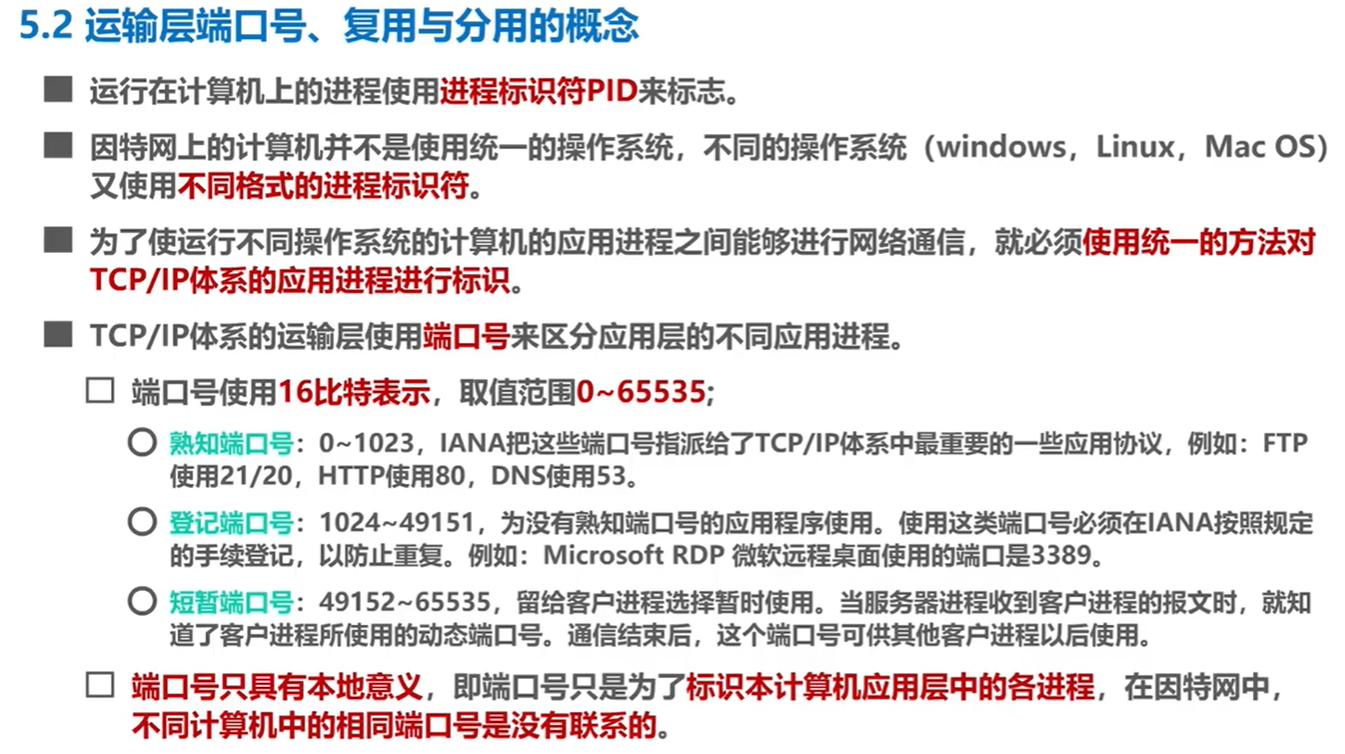 5.2 运输层端口号、复用与分用的概念
运行在计算机上的进程使用进程标识符PID来标志。
因特网上的计算机并不是使用统一的操作系统，不同的操作系统（windows，Linux，Mac OS）
又使用不同格式的进程标识符。
为了使运行不同操作系统的计算机的应用进程之间能够进行网络通信，就必须使用统一的方法对
TCP/IP体系的应用进程进行标识。
TCP/IP体系的运输层使用端口号来区分应用层的不同应用进程。
端口号使用16比特表示，取值范围0~65535;
熟知端口号：0~1023，IANA把这些端口号指派给了TCP/IP体系中最重要的一些应用协议，例如：FTP
使用21/20，HTTP使用80，DNS使用53。
登记端口号：1024~49151，为没有熟知端口号的应用程序使用。使用这类端口号必须在IANA按照规定
的手续登记，以防止重复。例如：Microsoft RDP 微软远程桌面使用的端口是3389。
短暂端口号：49152~65535，留给客户进程选择暂时使用。当服务器进程收到客户进程的报文时，就知
道了客户进程所使用的动态端口号。通信结束后，这个端口号可供其他客户进程以后使用。
端口号只具有本地意义，即端口号只是为了标识本计算机应用层中的各进程，在因特网中，
不同计算机中的相同端口号是没有联系的。